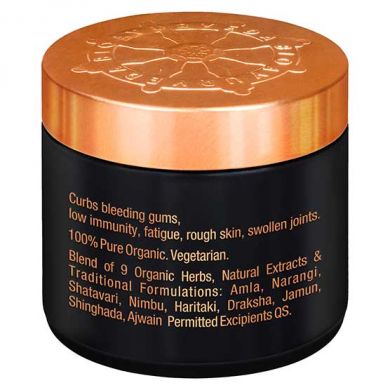 Curbs bleeding gums,
low immunity, fatigue, rough skin, swollen joints.
100% Pure Organic. Vegetarian.
Blend of 9 Organic Herbs, Natural Extracts &
Traditional Formulations: Amla, Narangi,
Shatavari, Nimbu, Haritaki, Draksha, Jamun,
Shinghada, Ajwain Permitted Excipients QS.